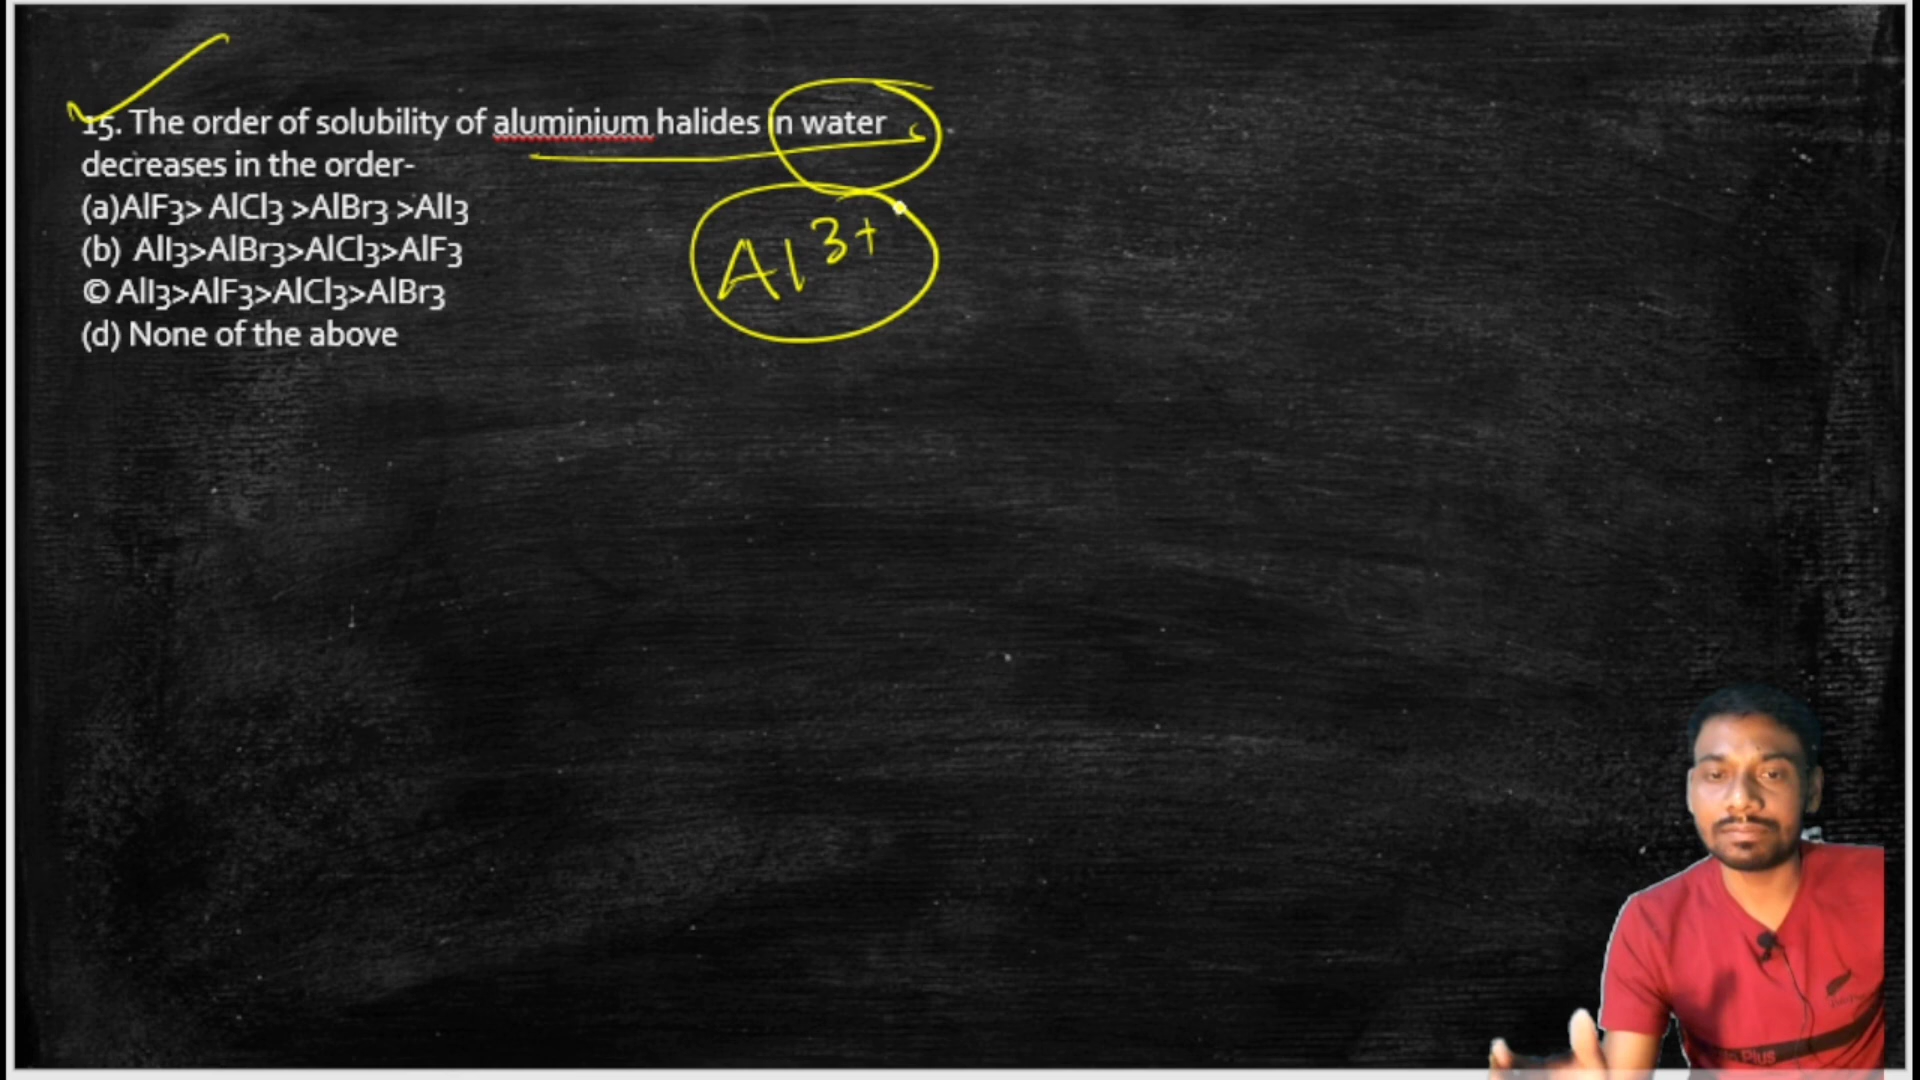 15. The order of solubility of aluminium halides in water
decreases in the order-
(a)AlF3> AlCl3 >AlBr3 >AlI3
(b) AlI3>AlBr3>AlCl3>AlF3
© AlI3>AlF3>AlCl3>AlBr3
(d) None of the above
Al3+
Plus